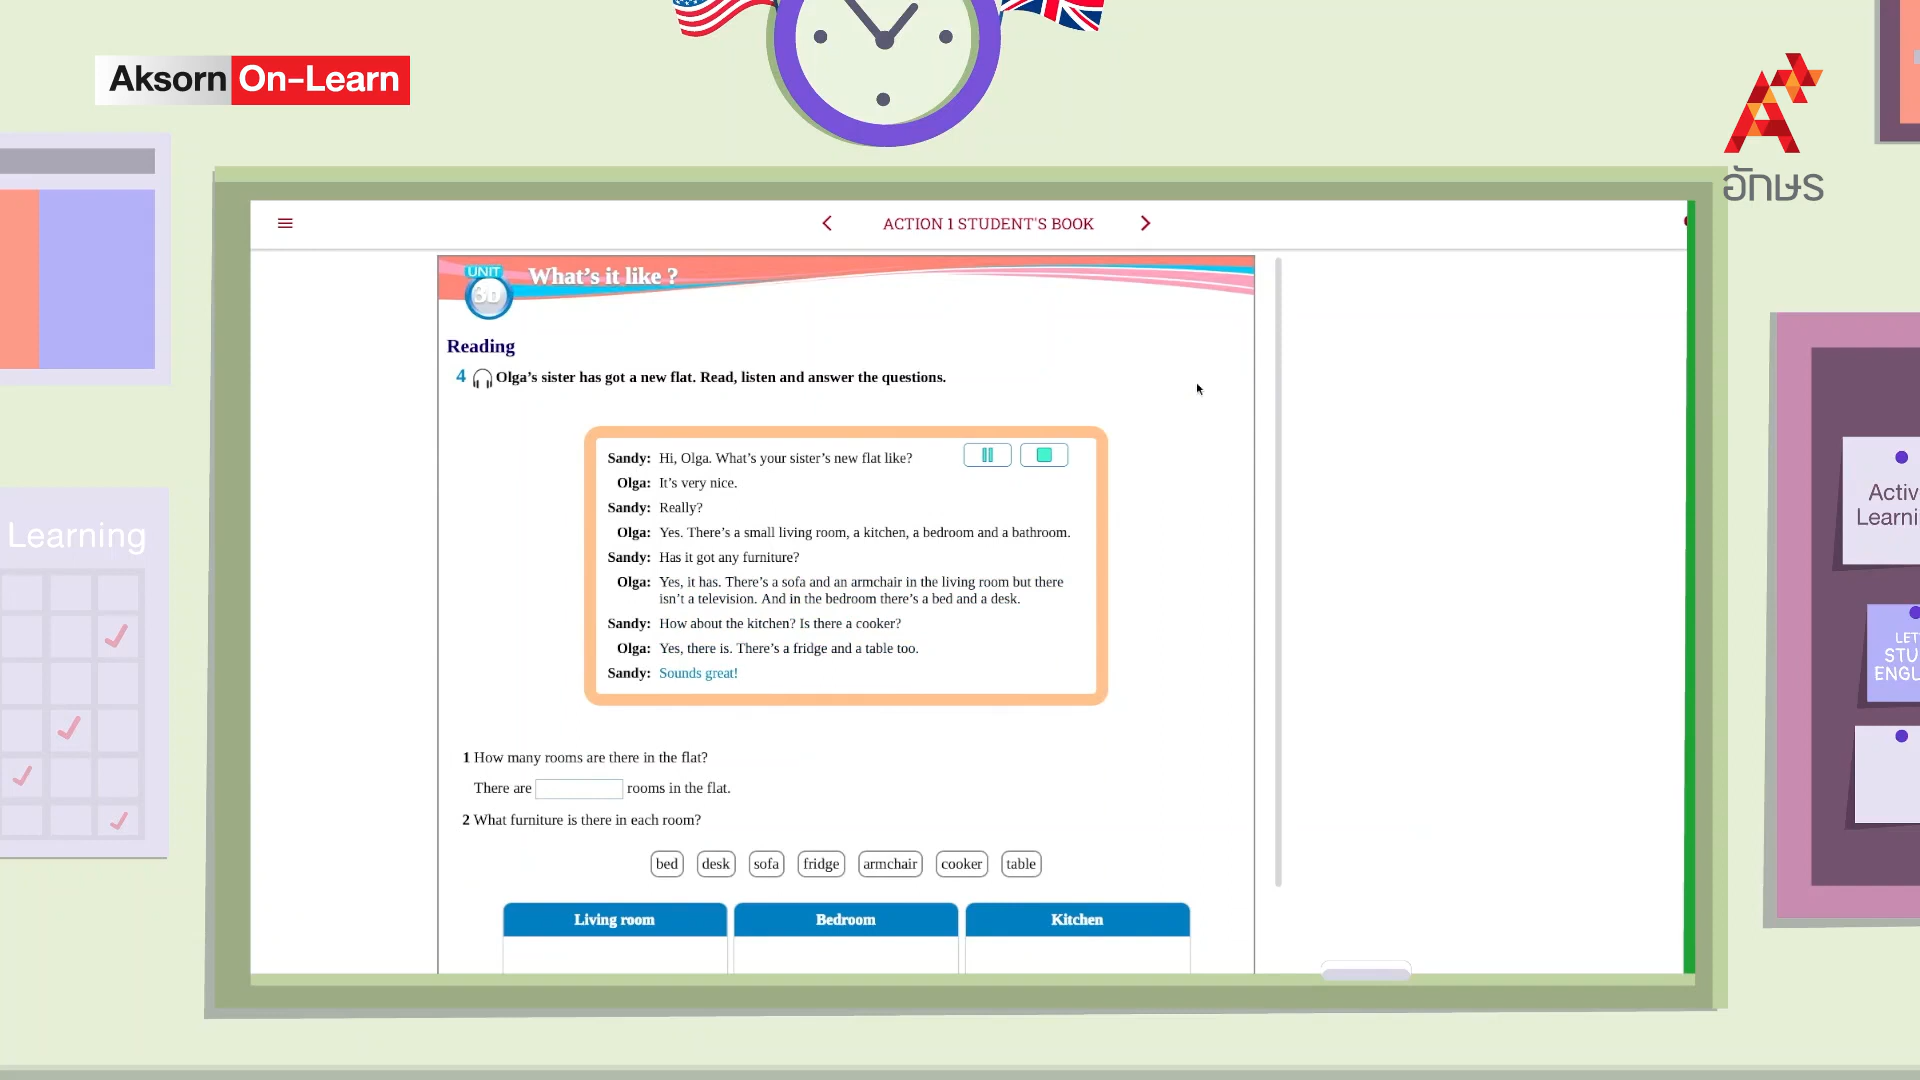 Aksorn On-Learn
อักษร
ACTION 1 STUDENT'S BOOK
UNIT
3b
What's it like ?
Reading
4 Olga's sister has got a new flat. Read, listen and answer the questions.
Sandy: Hi, Olga. What's your sister's new flat like?
Olga: It's very nice.
Sandy: Really?
Olga: Yes. There's a small living room, a kitchen, a bedroom and a bathroom.
Sandy: Has it got any furniture?
Olga: Yes, it has. There's a sofa and an armchair in the living room but there
isn't a television. And in the bedroom there's a bed and a desk.
Sandy: How about the kitchen? Is there a cooker?
Olga: Yes, there is. There's a fridge and a table too.
Sandy: Sounds great!
1 How many rooms are there in the flat?
There are rooms in the flat.
2 What furniture is there in each room?
bed desk sofa fridge armchair cooker table
Living room Bedroom Kitchen
Learning
Activ
Learni
LET
STU
ENGL